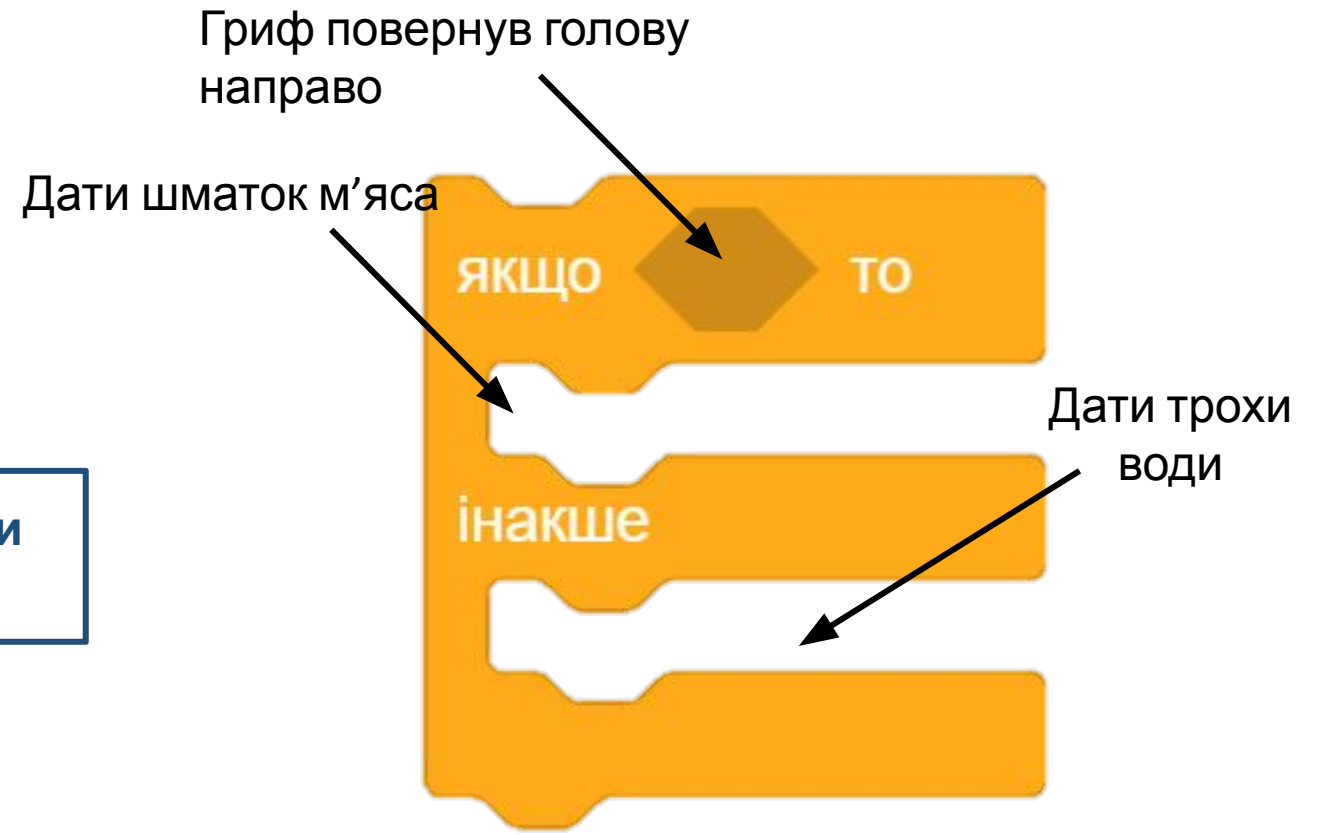 Гриф повернув голову
направо
Дати шматок м’яса
якщо
то
Дати трохи
води
інакше